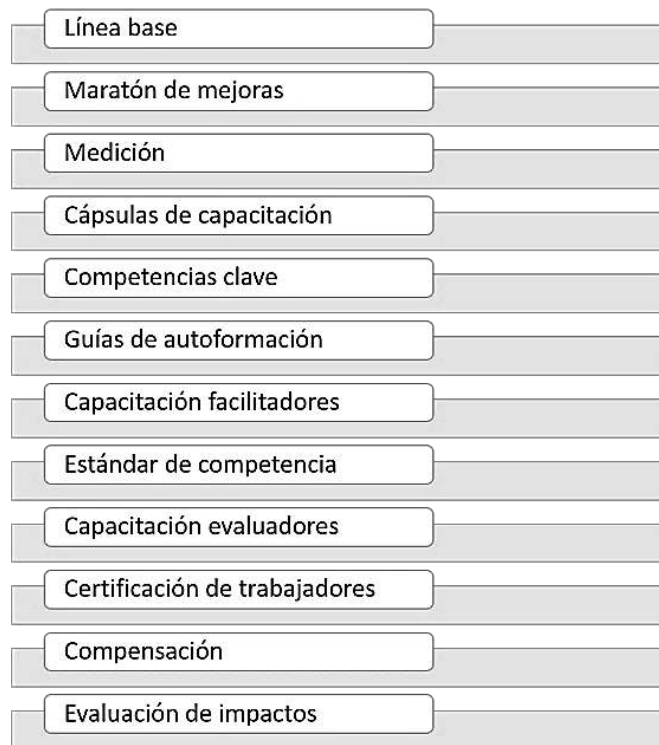 Línea base
Maratón de mejoras
Medición
Cápsulas de capacitación
Competencias clave
Guías de autoformación
Capacitación facilitadores
Estándar de competencia
Capacitación evaluadores
Certificación de trabajadores
Compensación
Evaluación de impactos